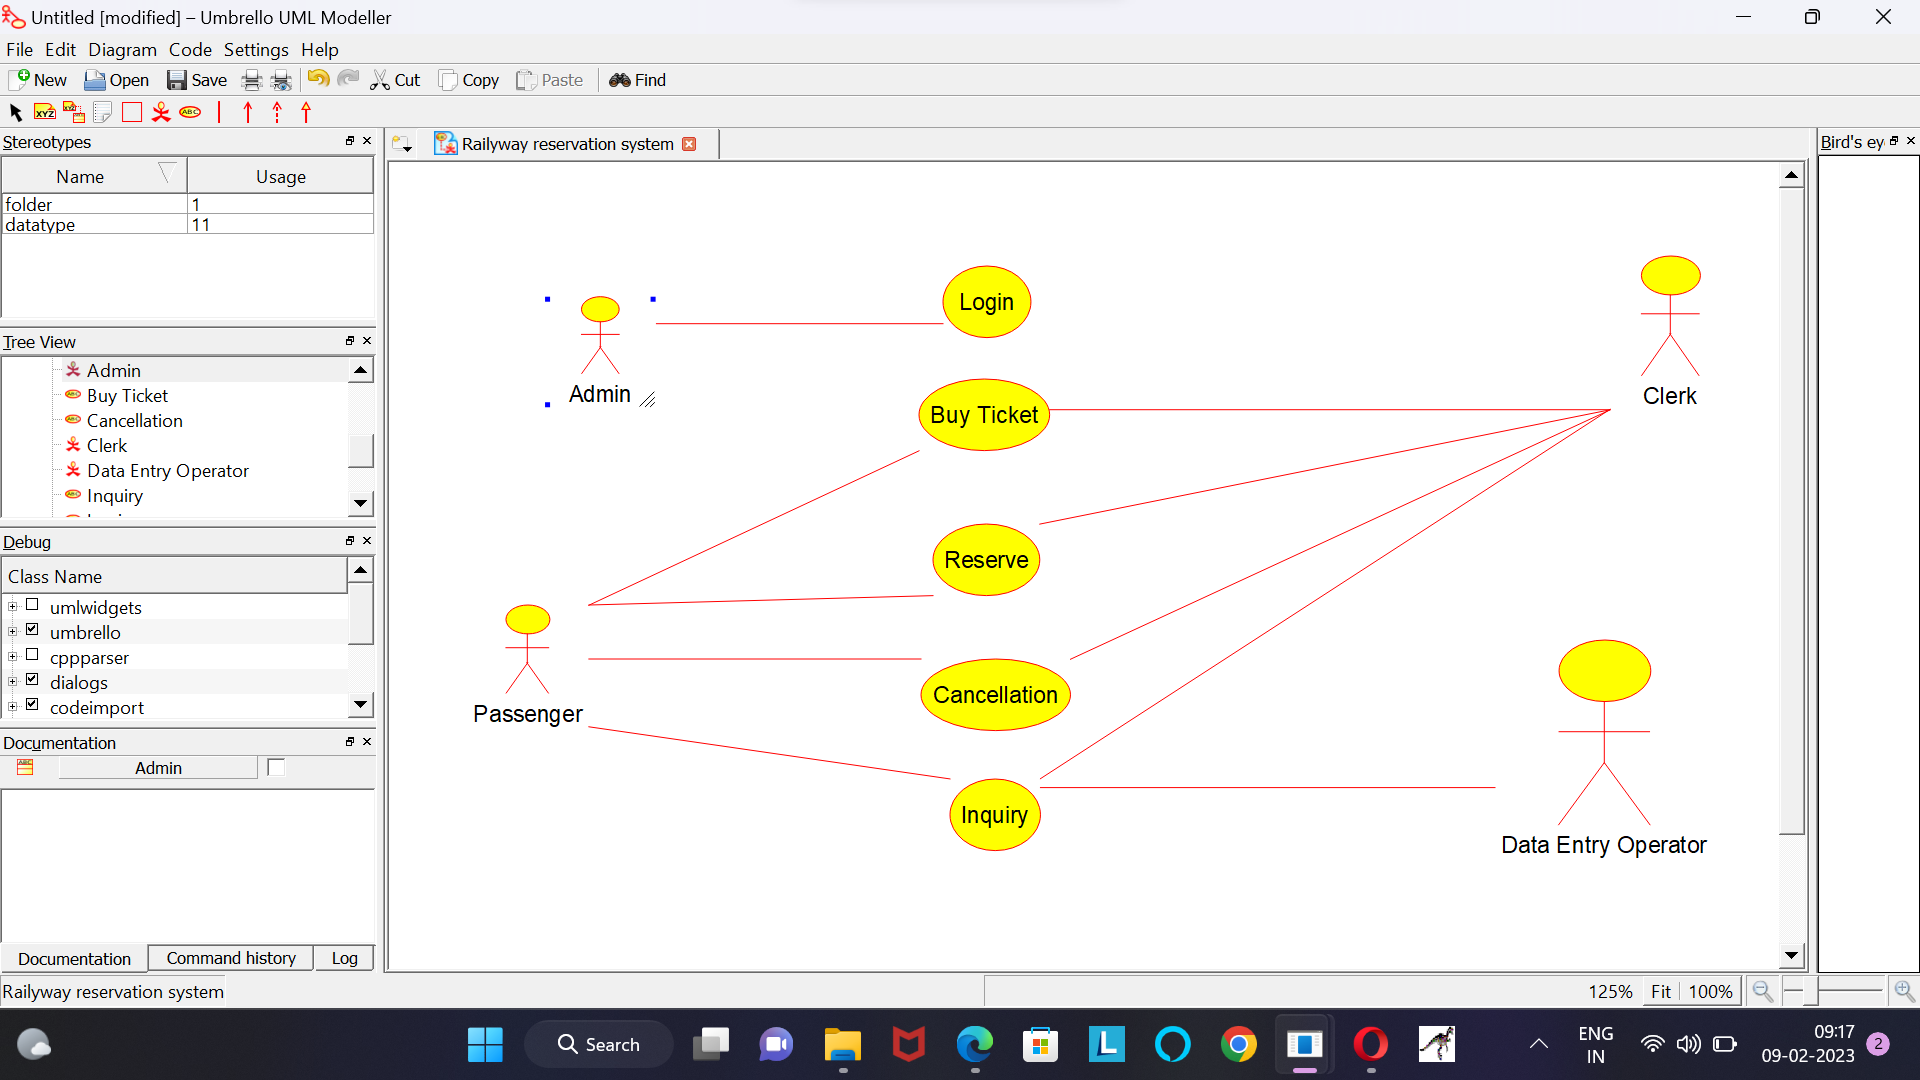 Untitled [modified] – Umbrello UML Modeller
File Edit Diagram Code Settings Help
New Open Save Cut Copy Paste Find
XYZ XYZ ABC
Stereotypes
Name Usage
folder 1
datatype 11
Tree View
Admin
Buy Ticket
Cancellation
Clerk
Data Entry Operator
Inquiry
Debug
Class Name
umlwidgets
umbrello
cppparser
dialogs
codeimport
Documentation
Admin
Documentation Command history Log
Railyway reservation system
Railyway reservation system
Login
Admin
Clerk
Buy Ticket
Reserve
Passenger
Cancellation
Inquiry
Data Entry Operator
Bird's ey
125% Fit 100%
Search
L
ENG
IN
09:17
09-02-2023
2